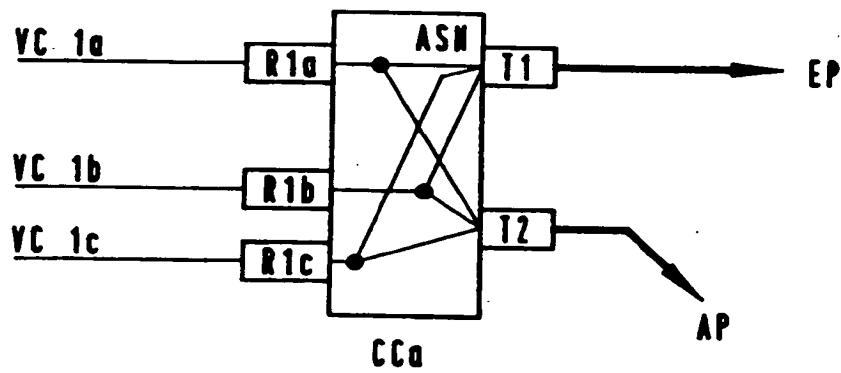 VC 1a
R1a
ASN
T1
EP
VC 1b
R1b
VC 1c
R1c
T2
AP
CCa